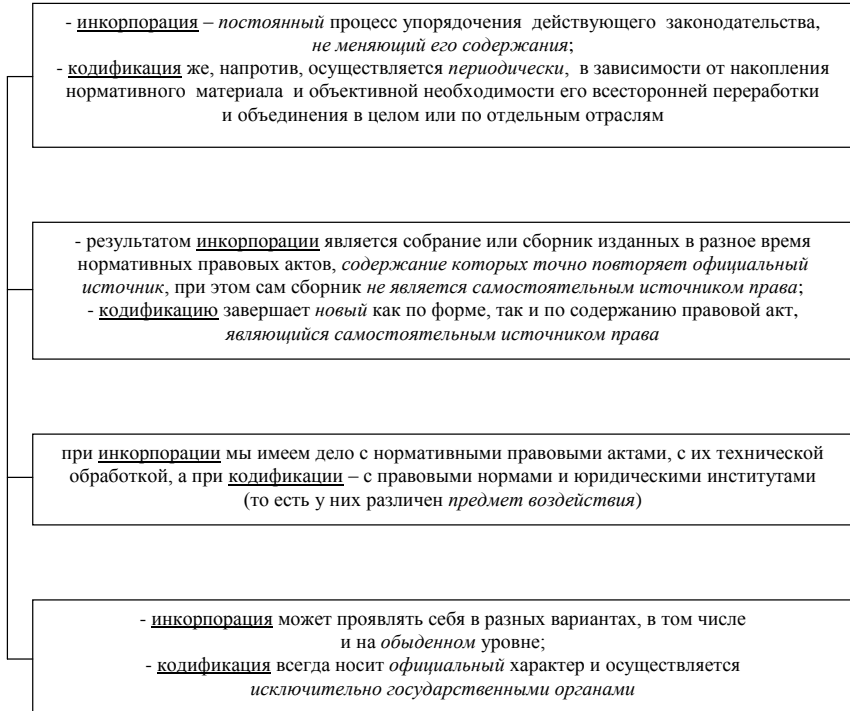 - инкорпорация – постоянный процесс упорядочения действующего законодательства,
не меняющий его содержания;
- кодификация же, напротив, осуществляется периодически, в зависимости от накопления
нормативного материала и объективной необходимости его всесторонней переработки
и объединения в целом или по отдельным отраслям
- результатом инкорпорации является собрание или сборник изданных в разное время
нормативных правовых актов, содержание которых точно повторяет официальный
источник, при этом сам сборник не является самостоятельным источником права;
- кодификацию завершает новый как по форме, так и по содержанию правовой акт,
являющийся самостоятельным источником права
при инкорпорации мы имеем дело с нормативными правовыми актами, с их технической
обработкой, а при кодификации – с правовыми нормами и юридическими институтами
(то есть у них различен предмет воздействия)
- инкорпорация может проявлять себя в разных вариантах, в том числе
и на обыденном уровне;
- кодификация всегда носит официальный характер и осуществляется
исключительно государственными органами